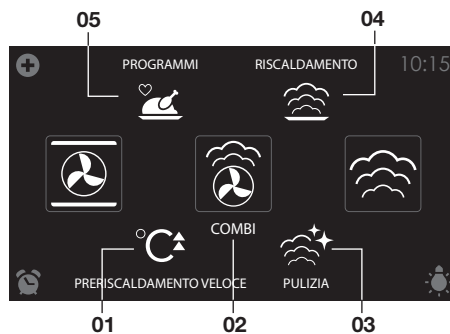 05
04
PROGRAMMI
RISCALDAMENTO
10:15
°C
COMBI
PRERISCALDAMENTO VELOCE
PULIZIA
01
02
03